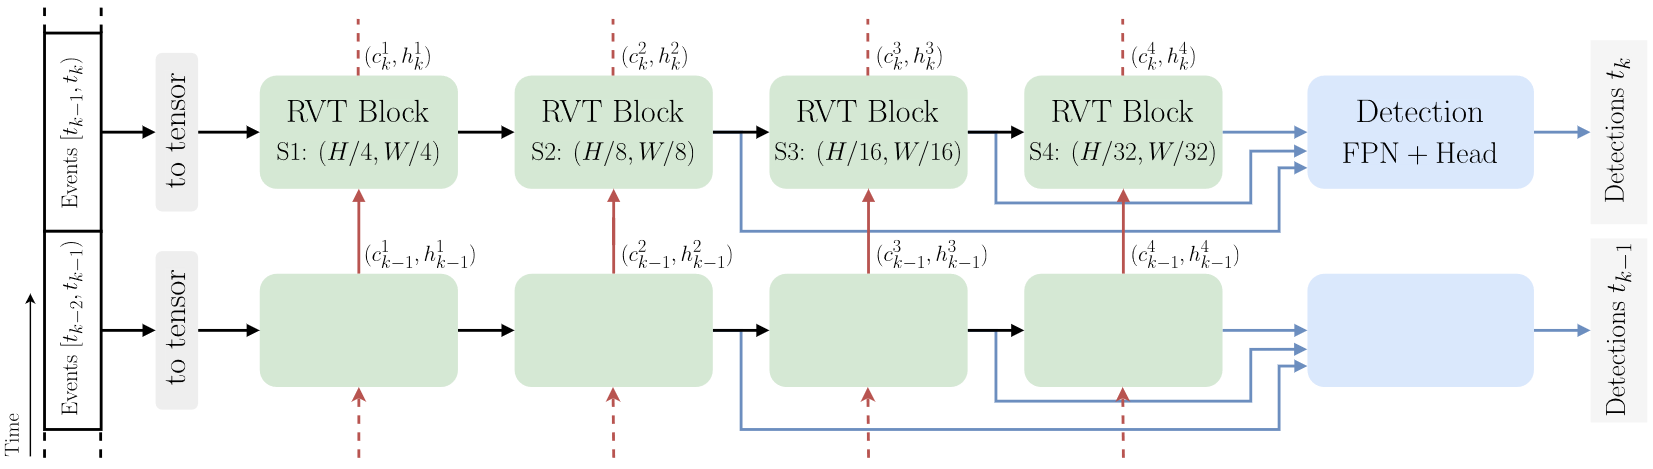 Events [t_{k−1}, t_k)
to tensor
(c_k^1, h_k^1)
RVT Block
S1: (H/4, W/4)
(c_k^2, h_k^2)
RVT Block
S2: (H/8, W/8)
(c_k^3, h_k^3)
RVT Block
S3: (H/16, W/16)
(c_k^4, h_k^4)
RVT Block
S4: (H/32, W/32)
Detection
FPN + Head
Detections t_k
Time
Events [t_{k−2}, t_{k−1})
to tensor
(c_{k−1}^1, h_{k−1}^1)
(c_{k−1}^2, h_{k−1}^2)
(c_{k−1}^3, h_{k−1}^3)
(c_{k−1}^4, h_{k−1}^4)
Detections t_{k−1}